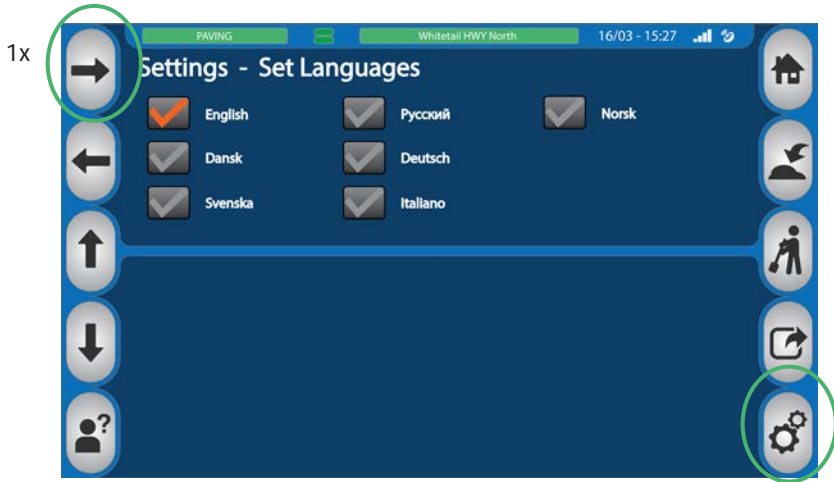 1x
PAVING Whitetail HWY North 16/03 - 15:27
Settings - Set Languages
English Русский Norsk
Dansk Deutsch
Svenska Italiano
?